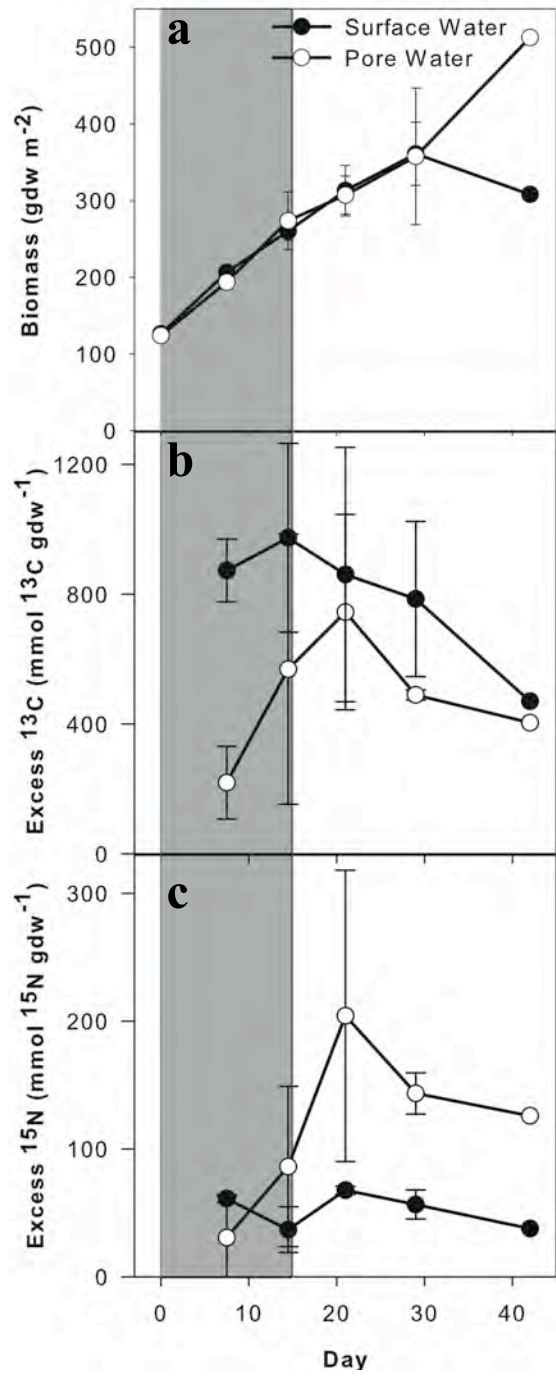 a
Surface Water
Pore Water
500
400
300
200
100
0
Biomass (gdw m-2)
b
1200
800
400
0
Excess 13C (mmol 13C gdw-1)
c
300
200
100
0
Excess 15N (mmol 15N gdw-1)
0 10 20 30 40
Day